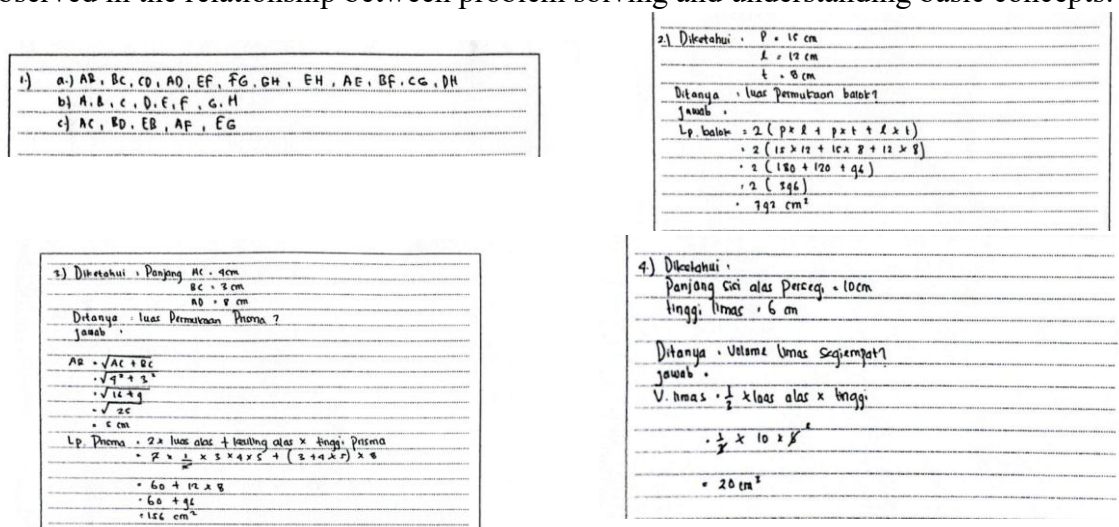 observed in the relationship between problem solving and understanding basic concepts.
1.) a.) AB, BC, CD, AD, EF, FG, GH, EH, AE, BF, CG, DH
b) A, B, C, D, E, F, G, H
c) AC, BD, EB, AF, EG
2.) Diketahui : P = 15 cm
l = 12 cm
t = 8 cm
Ditanya : luas Permukaan balok?
Jawab :
Lp. balok = 2 ( p x l + p x t + l x t )
= 2 ( 15 x 12 + 15 x 8 + 12 x 8 )
= 2 ( 180 + 120 + 96 )
= 2 ( 396 )
= 792 cm²
3.) Diketahui : Panjang AC = 4cm
BC = 3 cm
AD = 8 cm
Ditanya : luas Permukaan Prisma ?
Jawab :
AB = √AC + BC
= √4² + 3²
= √16 + 9
= √25
= 5 cm
Lp. Prisma = 2 x luas alas + keliling alas x tinggi Prisma
= 2 x 1/2 x 3 x 4 x 5 + ( 3 + 4 x 5 ) x 8
= 60 + 12 x 8
= 60 + 96
= 156 cm²
4.) Diketahui :
Panjang sisi alas Persegi = 10cm
tinggi limas = 6 cm
Ditanya : Volume limas segiempat?
Jawab :
V. limas = 1/3 x luas alas x tinggi
= 1/3 x 10 x 6 2
= 20 cm³